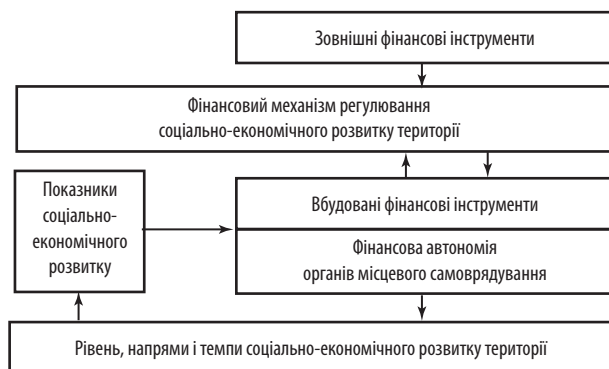 Зовнішні фінансові інструменти
Фінансовий механізм регулювання
соціально-економічного розвитку території
Показники
соціально-
економічного
розвитку
Вбудовані фінансові інструменти
Фінансова автономія
органів місцевого самоврядування
Рівень, напрями і темпи соціально-економічного розвитку території